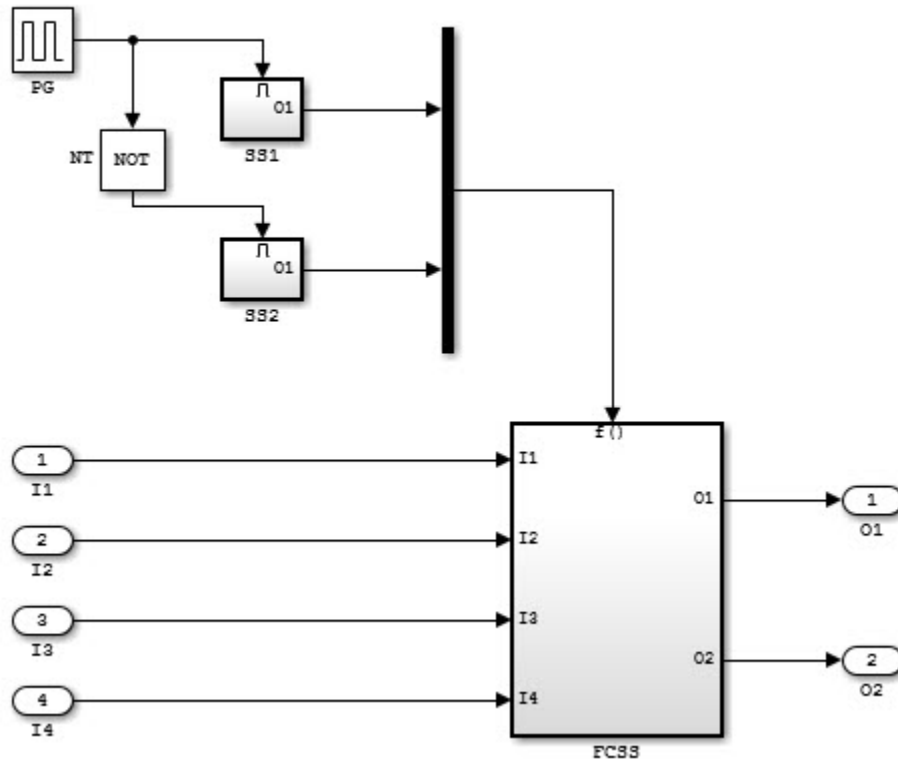 PG
O1
SS1
NT
NOT
O1
SS2
f()
1
I1
I1
O1
1
O1
2
I2
I2
3
I3
I3
O2
2
O2
4
I4
I4
FCSS